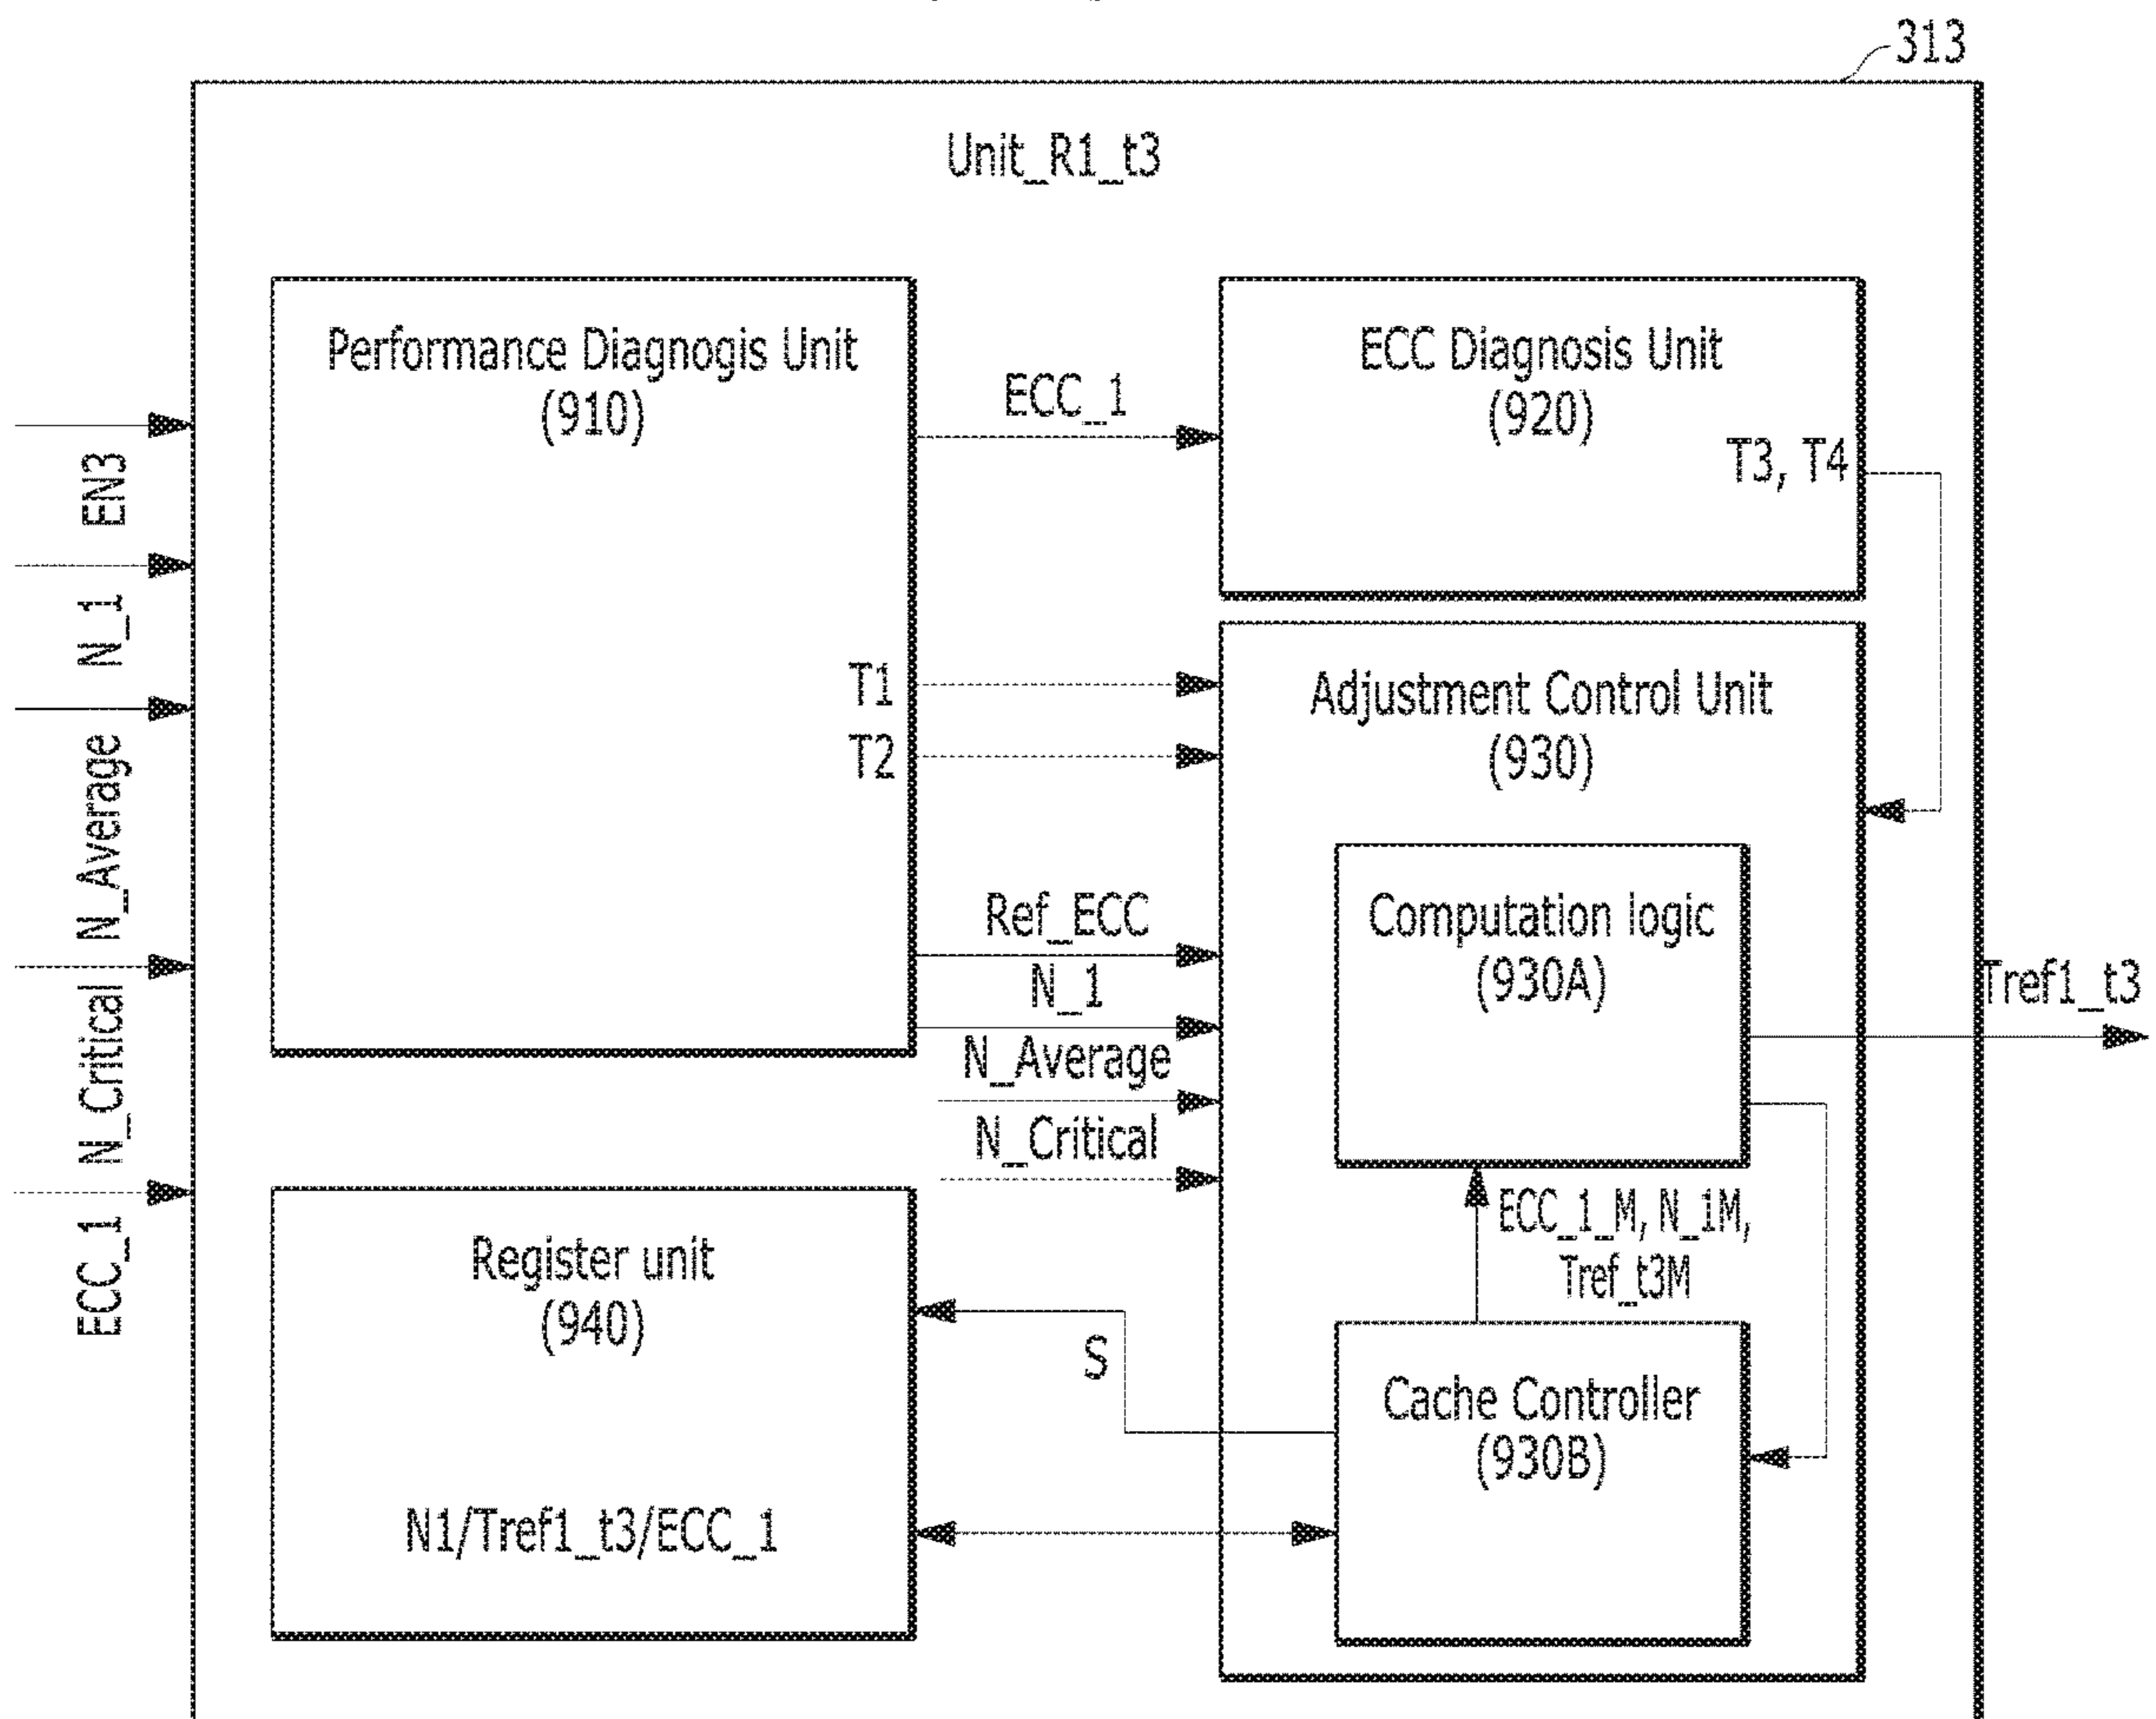 313
Unit_R1_t3
Performance Diagnogis Unit
(910)
ECC Diagnosis Unit
(920)
ECC_1
T3, T4
EN3
N_1
N_Average
N_Critical
ECC_1
T1
T2
Adjustment Control Unit
(930)
Ref_ECC
N_1
N_Average
N_Critical
Computation logic
(930A)
Tref1_t3
ECC_1_M, N_1M,
Tref_t3M
Register unit
(940)
S
Cache Controller
(930B)
N1/Tref1_t3/ECC_1